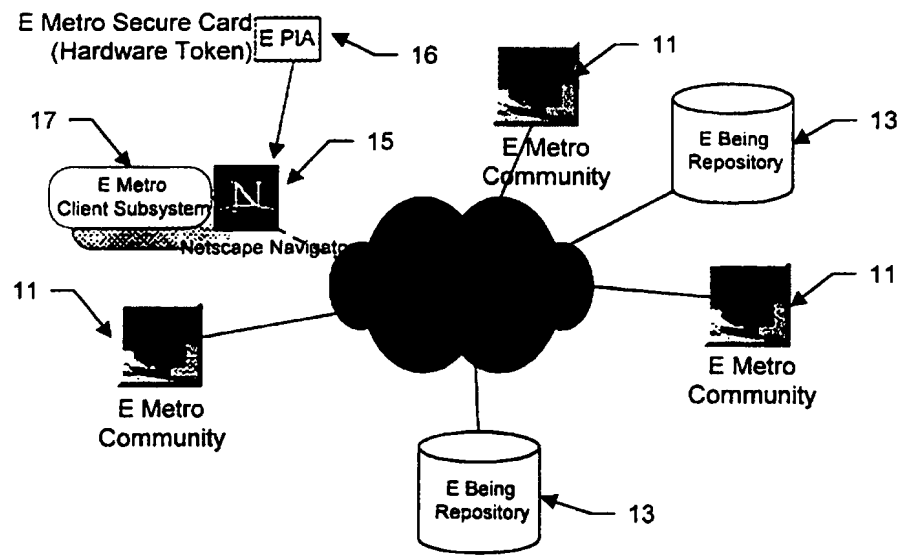 E Metro Secure Card
(Hardware Token)
E PIA
16
11
17
15
13
E Being
Repository
E Metro
Community
E Metro
Client Subsystem
N
Netscape Navigato
11
11
E Metro
Community
E Metro
Community
E Being
Repository
13